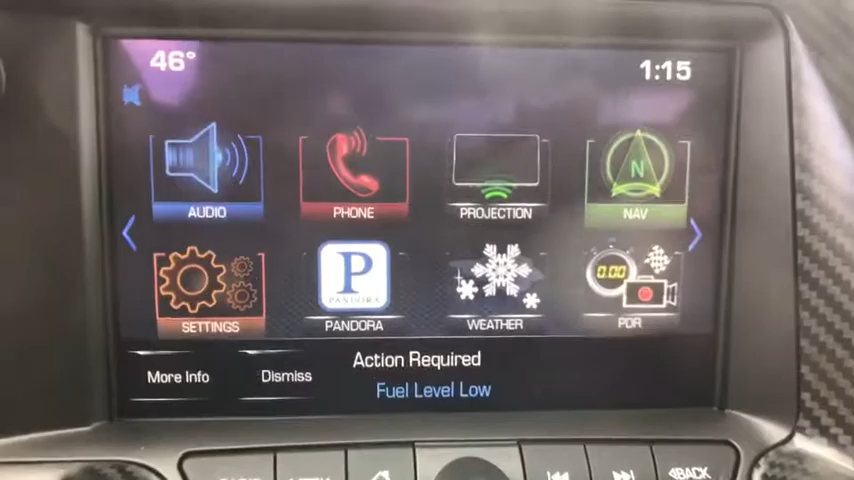 46°
1:15
AUDIO
PHONE
PROJECTION
N
NAV
SETTINGS
P
PANDORA
PANDORA
WEATHER
0.00
PDR
More Info
Dismiss
Action Required
Fuel Level Low
BACK